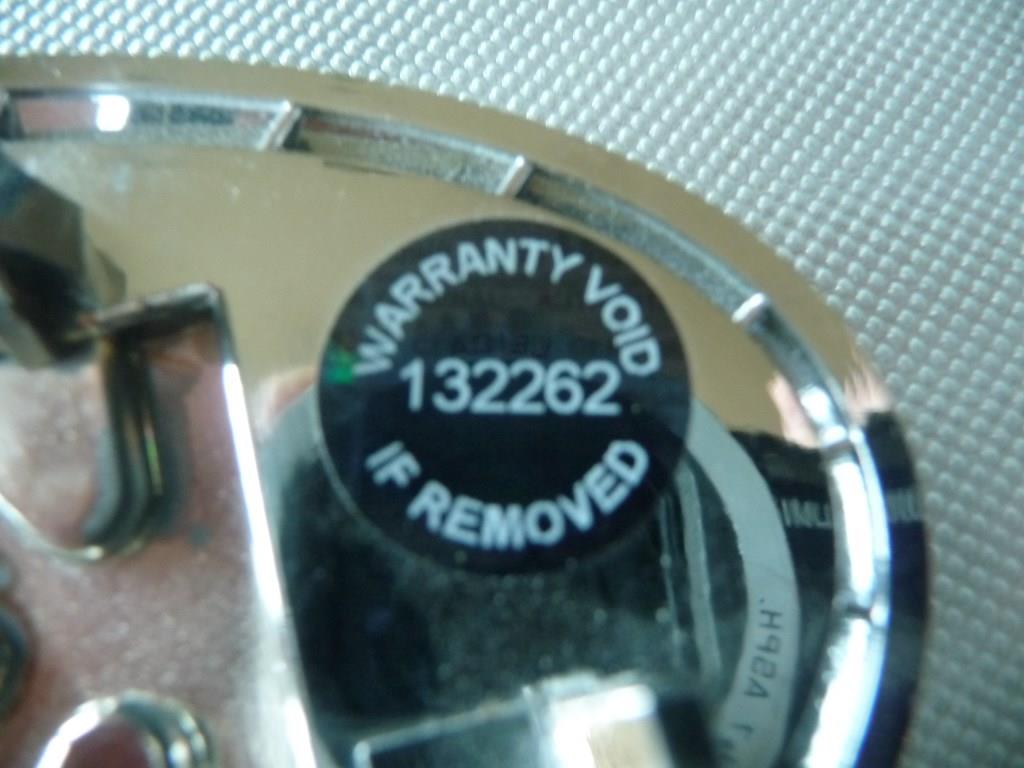 WARRANTY VOID
132262
IF REMOVED